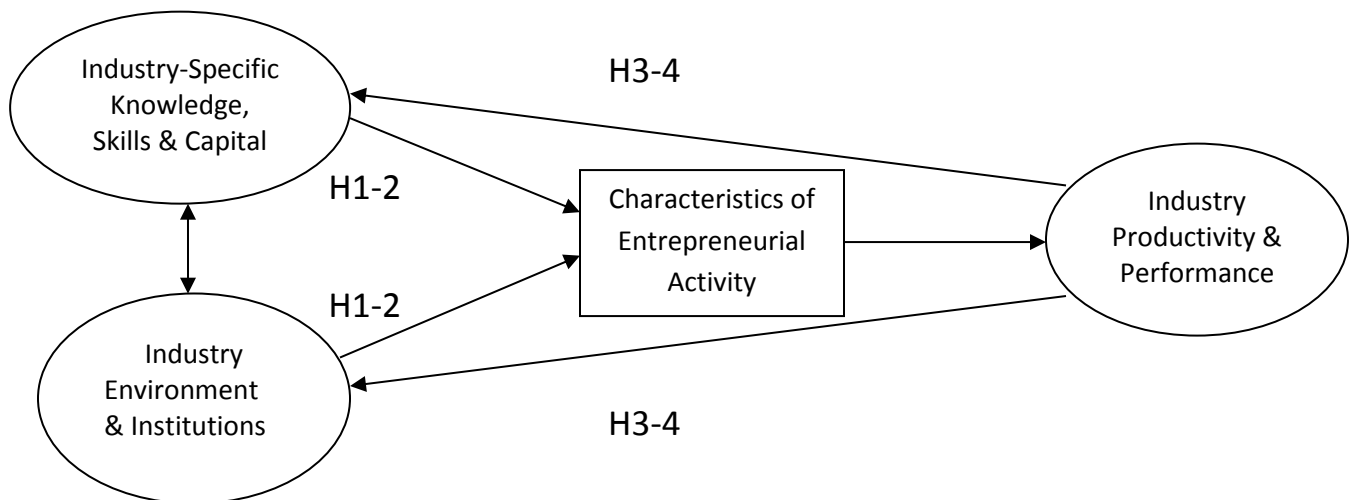 Industry-Specific
Knowledge,
Skills & Capital
H3-4
H1-2
Characteristics of
Entrepreneurial
Activity
Industry
Productivity &
Performance
H1-2
Industry
Environment
& Institutions
H3-4